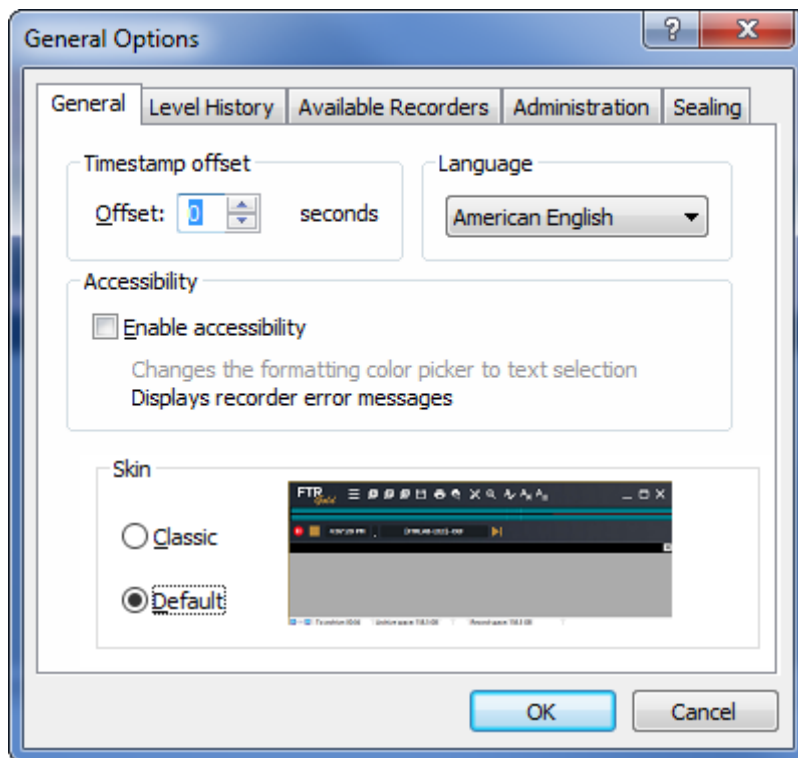 General Options
General Level History Available Recorders Administration Sealing
Timestamp offset
Offset: 0 seconds
Language
American English
Accessibility
Enable accessibility
Changes the formatting color picker to text selection
Displays recorder error messages
Skin
Classic
Default
FTR
Gold
OK Cancel